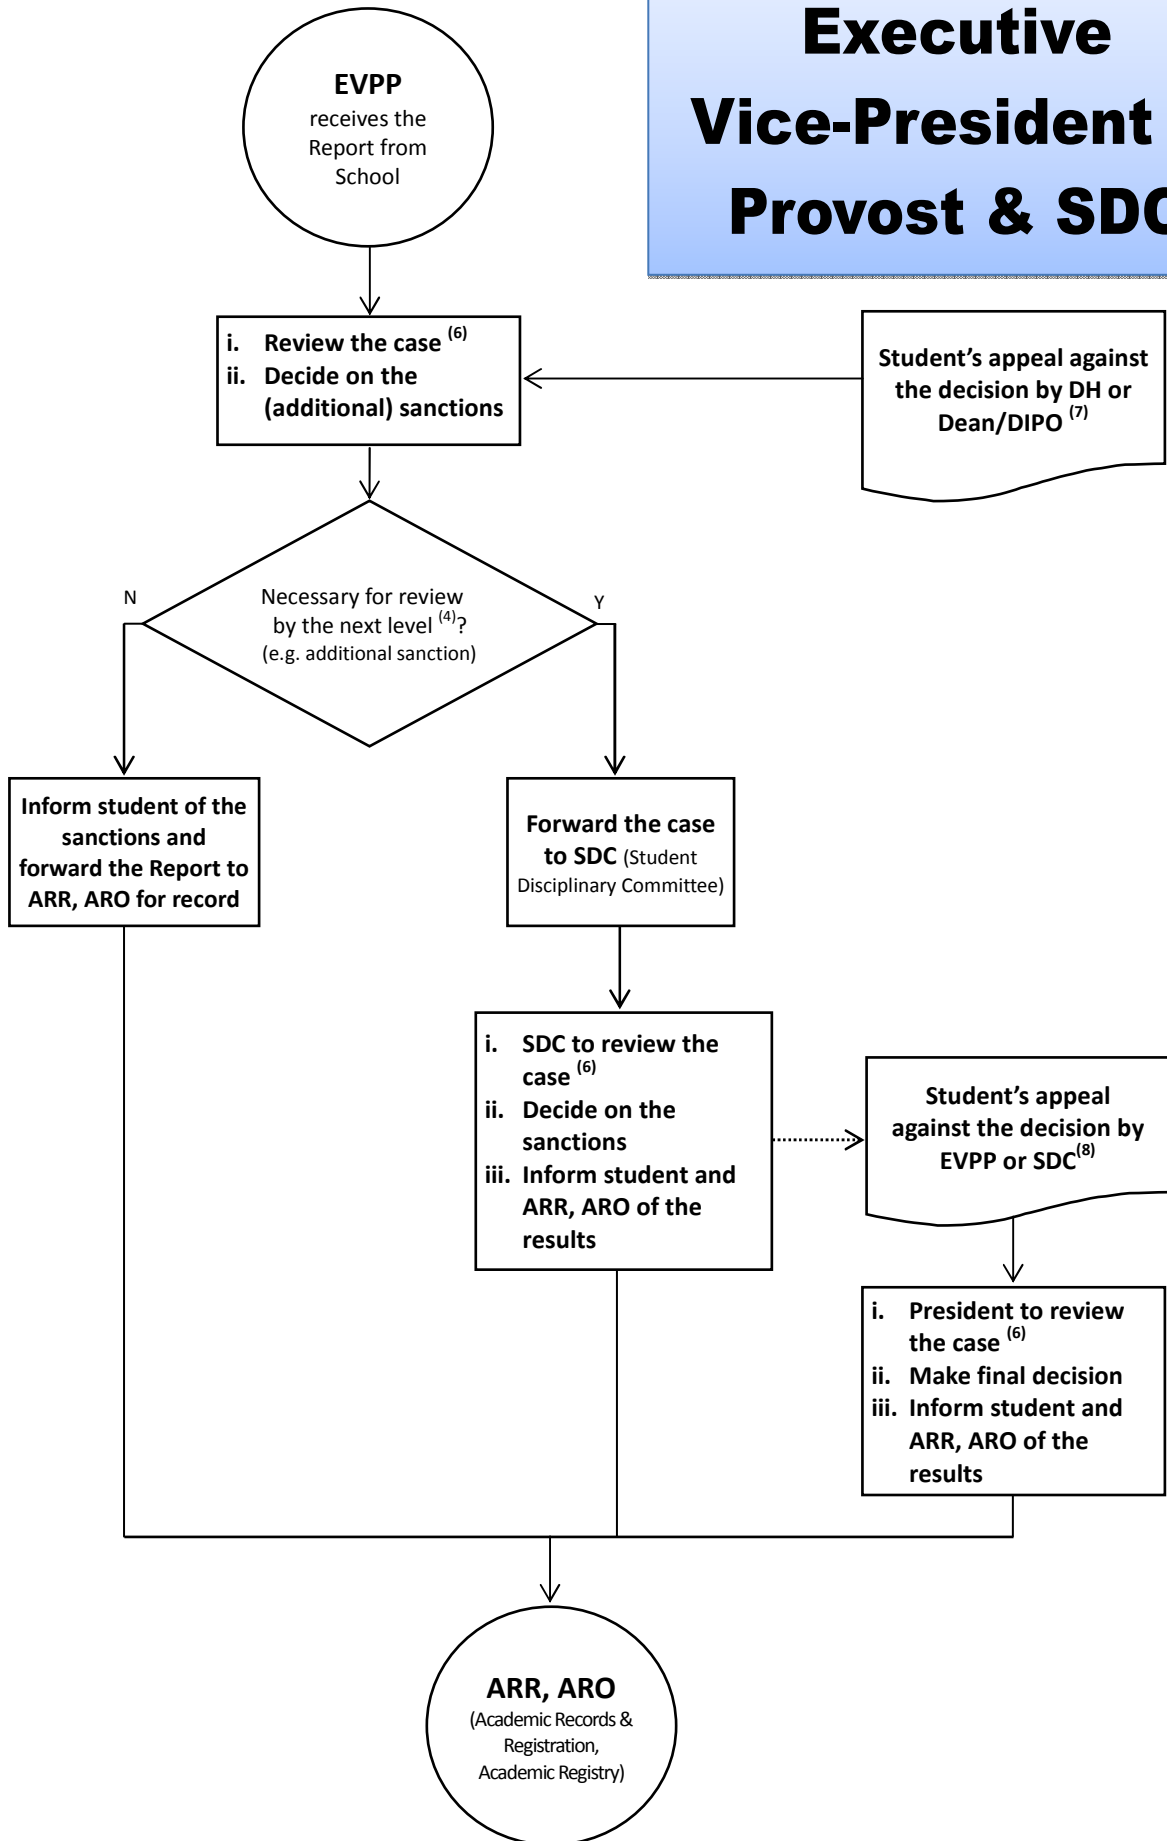 Executive
Vice-President
Provost & SDC
EVPP
receives the
Report from
School
i. Review the case (6)
ii. Decide on the
(additional) sanctions
Student’s appeal against
the decision by DH or
Dean/DIPO (7)
N
Necessary for review
by the next level (4)?
(e.g. additional sanction)
Y
Inform student of the
sanctions and
forward the Report to
ARR, ARO for record
Forward the case
to SDC (Student
Disciplinary Committee)
i. SDC to review the
case (6)
ii. Decide on the
sanctions
iii. Inform student and
ARR, ARO of the
results
Student’s appeal
against the decision by
EVPP or SDC(8)
i. President to review
the case (6)
ii. Make final decision
iii. Inform student and
ARR, ARO of the
results
ARR, ARO
(Academic Records &
Registration,
Academic Registry)